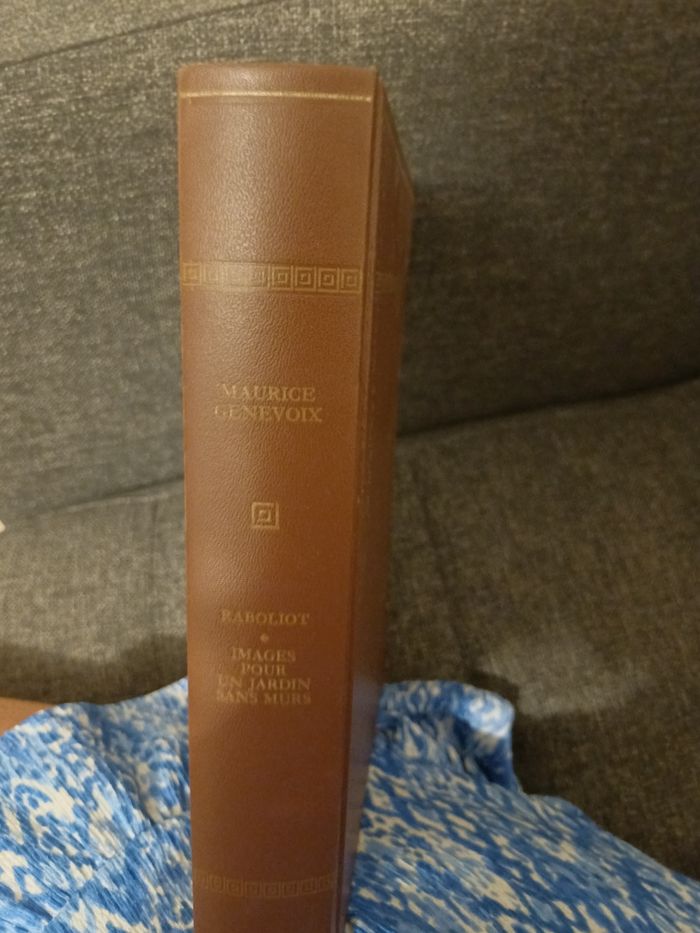 MAURICE
GENEVOIX
RABOLIOT
IMAGES
POUR
UN JARDIN
SANS MURS